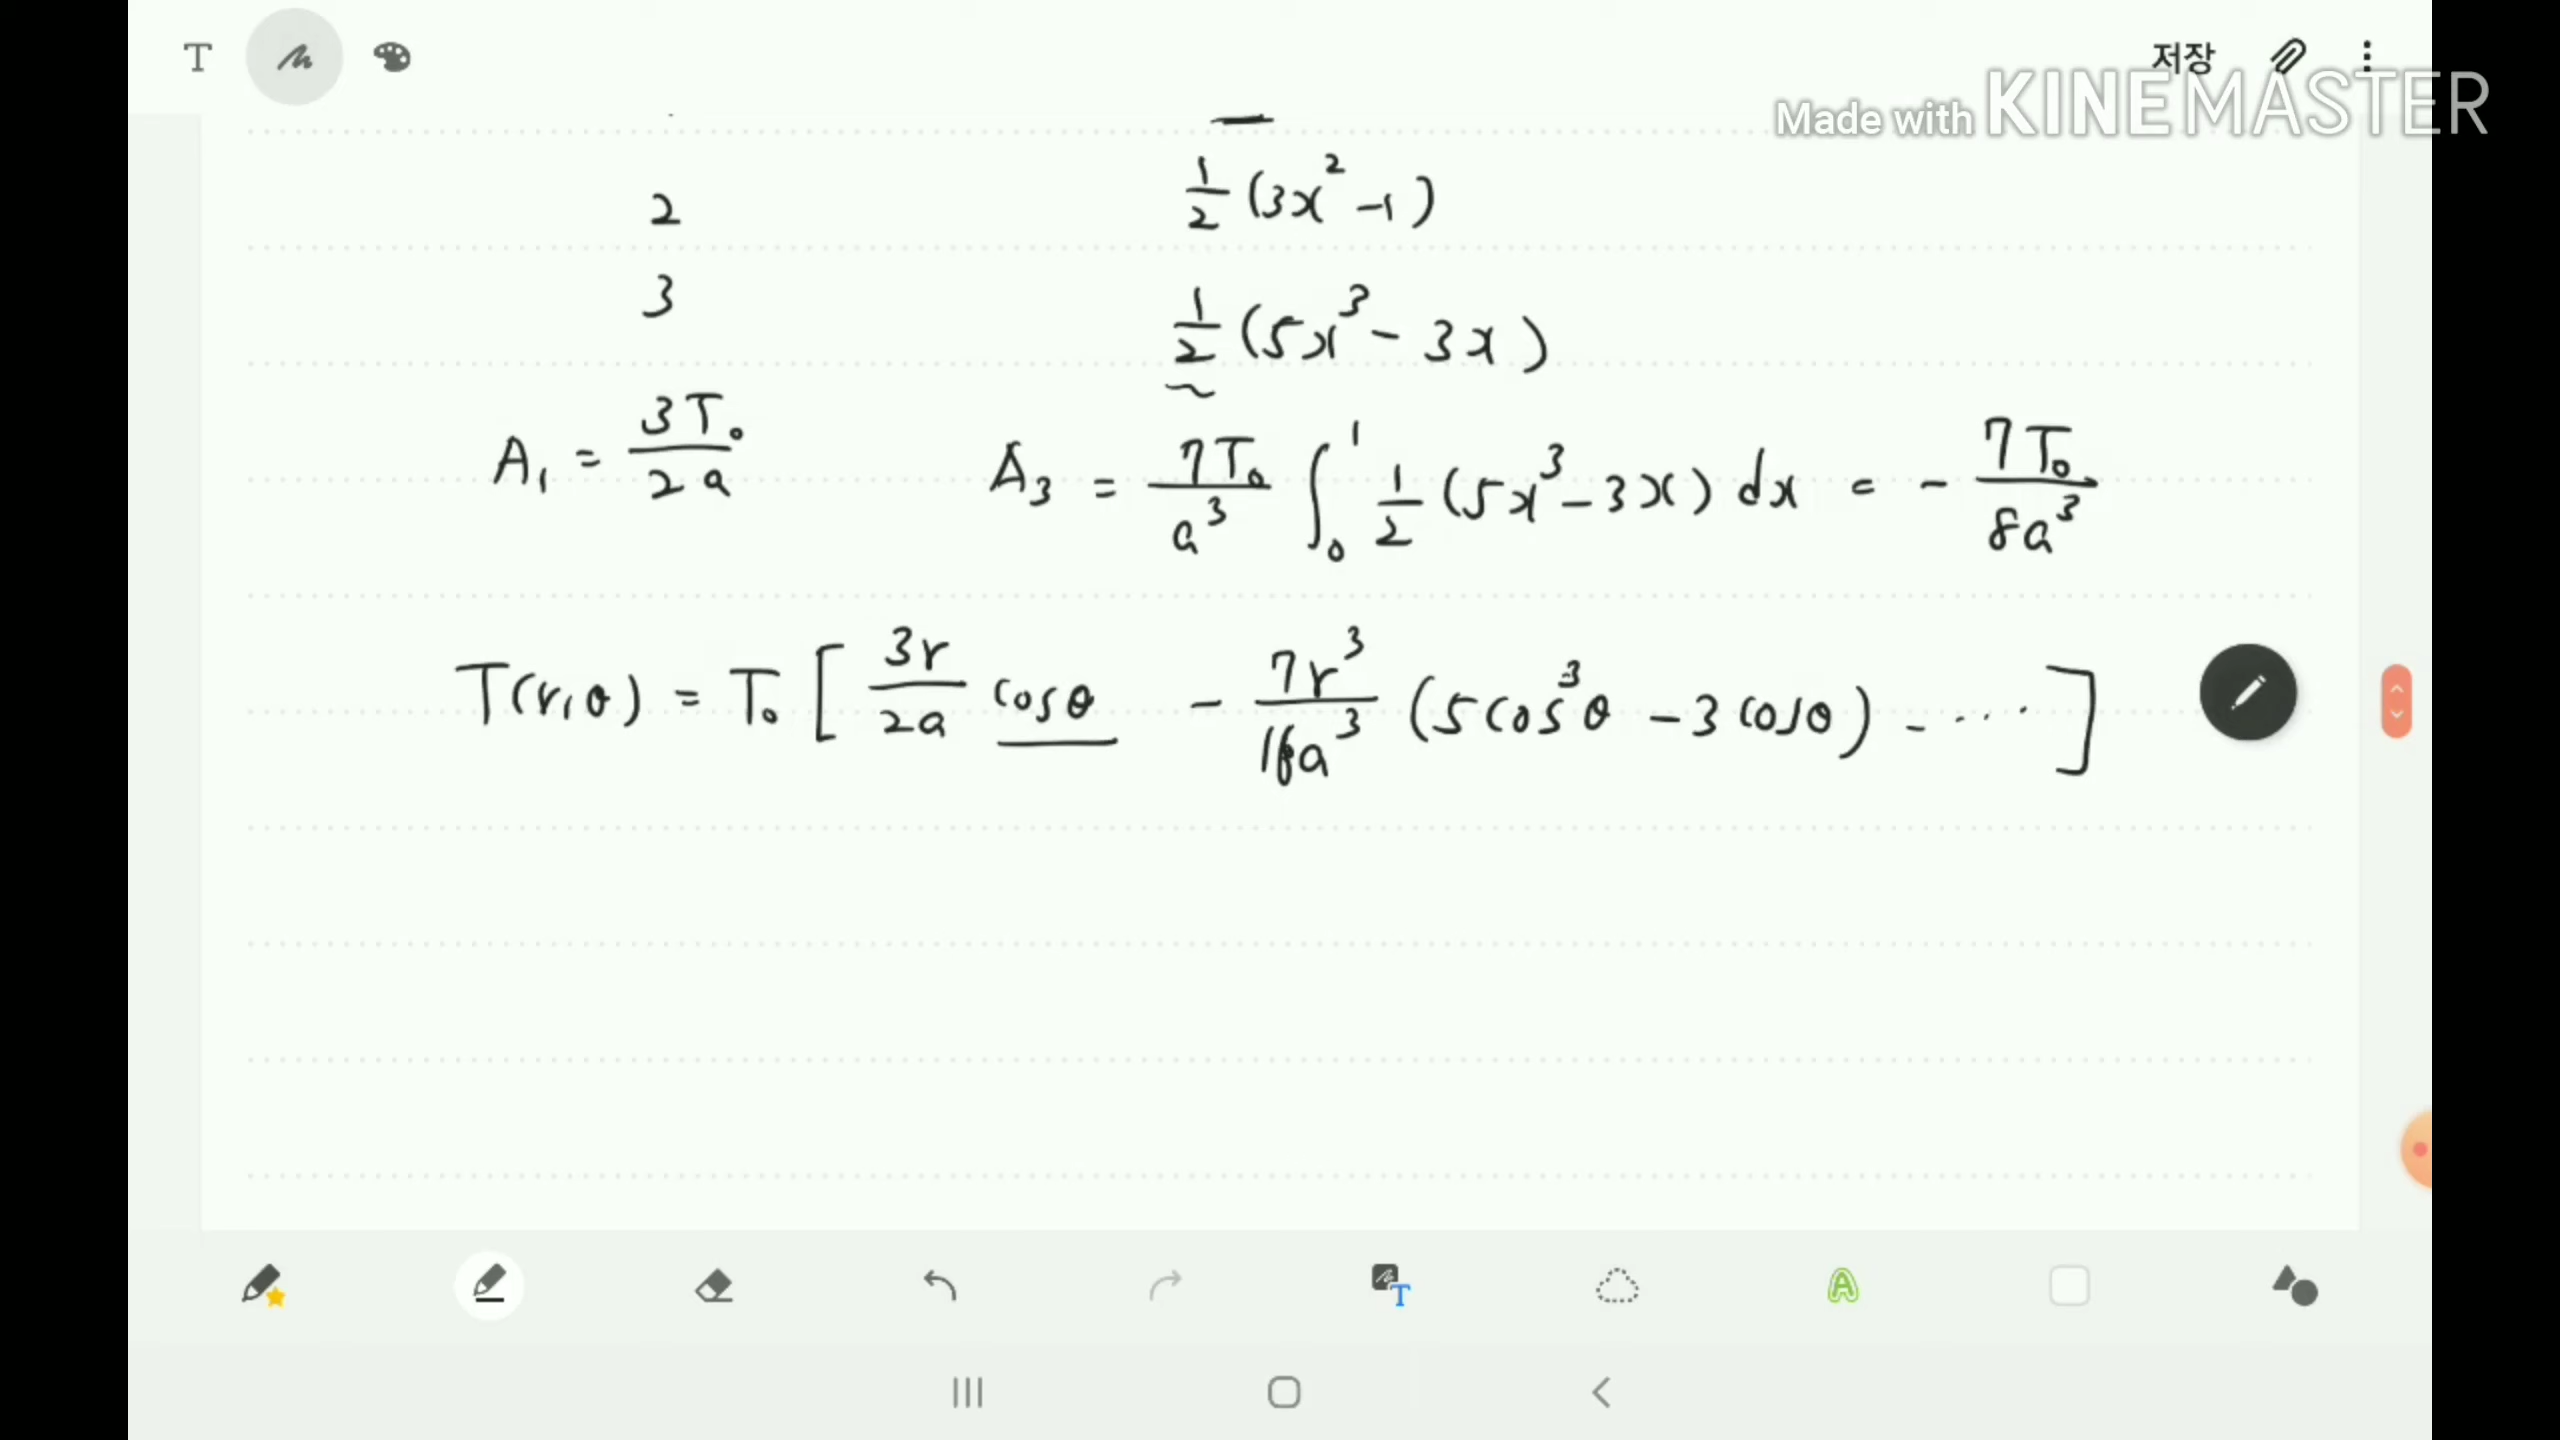 T 저장
Made with KINEMASTER
2 1/2 (3x² -1)
3 1/2 (5x³ - 3x)
A₁ = 3T₀/2a A₃ = 7T₀/a³ ∫₀¹ 1/2 (5x³ - 3x) dx = - 7T₀/8a³
T(r,θ) = T₀ [ 3r/2a cosθ - 7r³/16a³ (5cos³θ - 3cosθ) - ⋯ ]
T
A